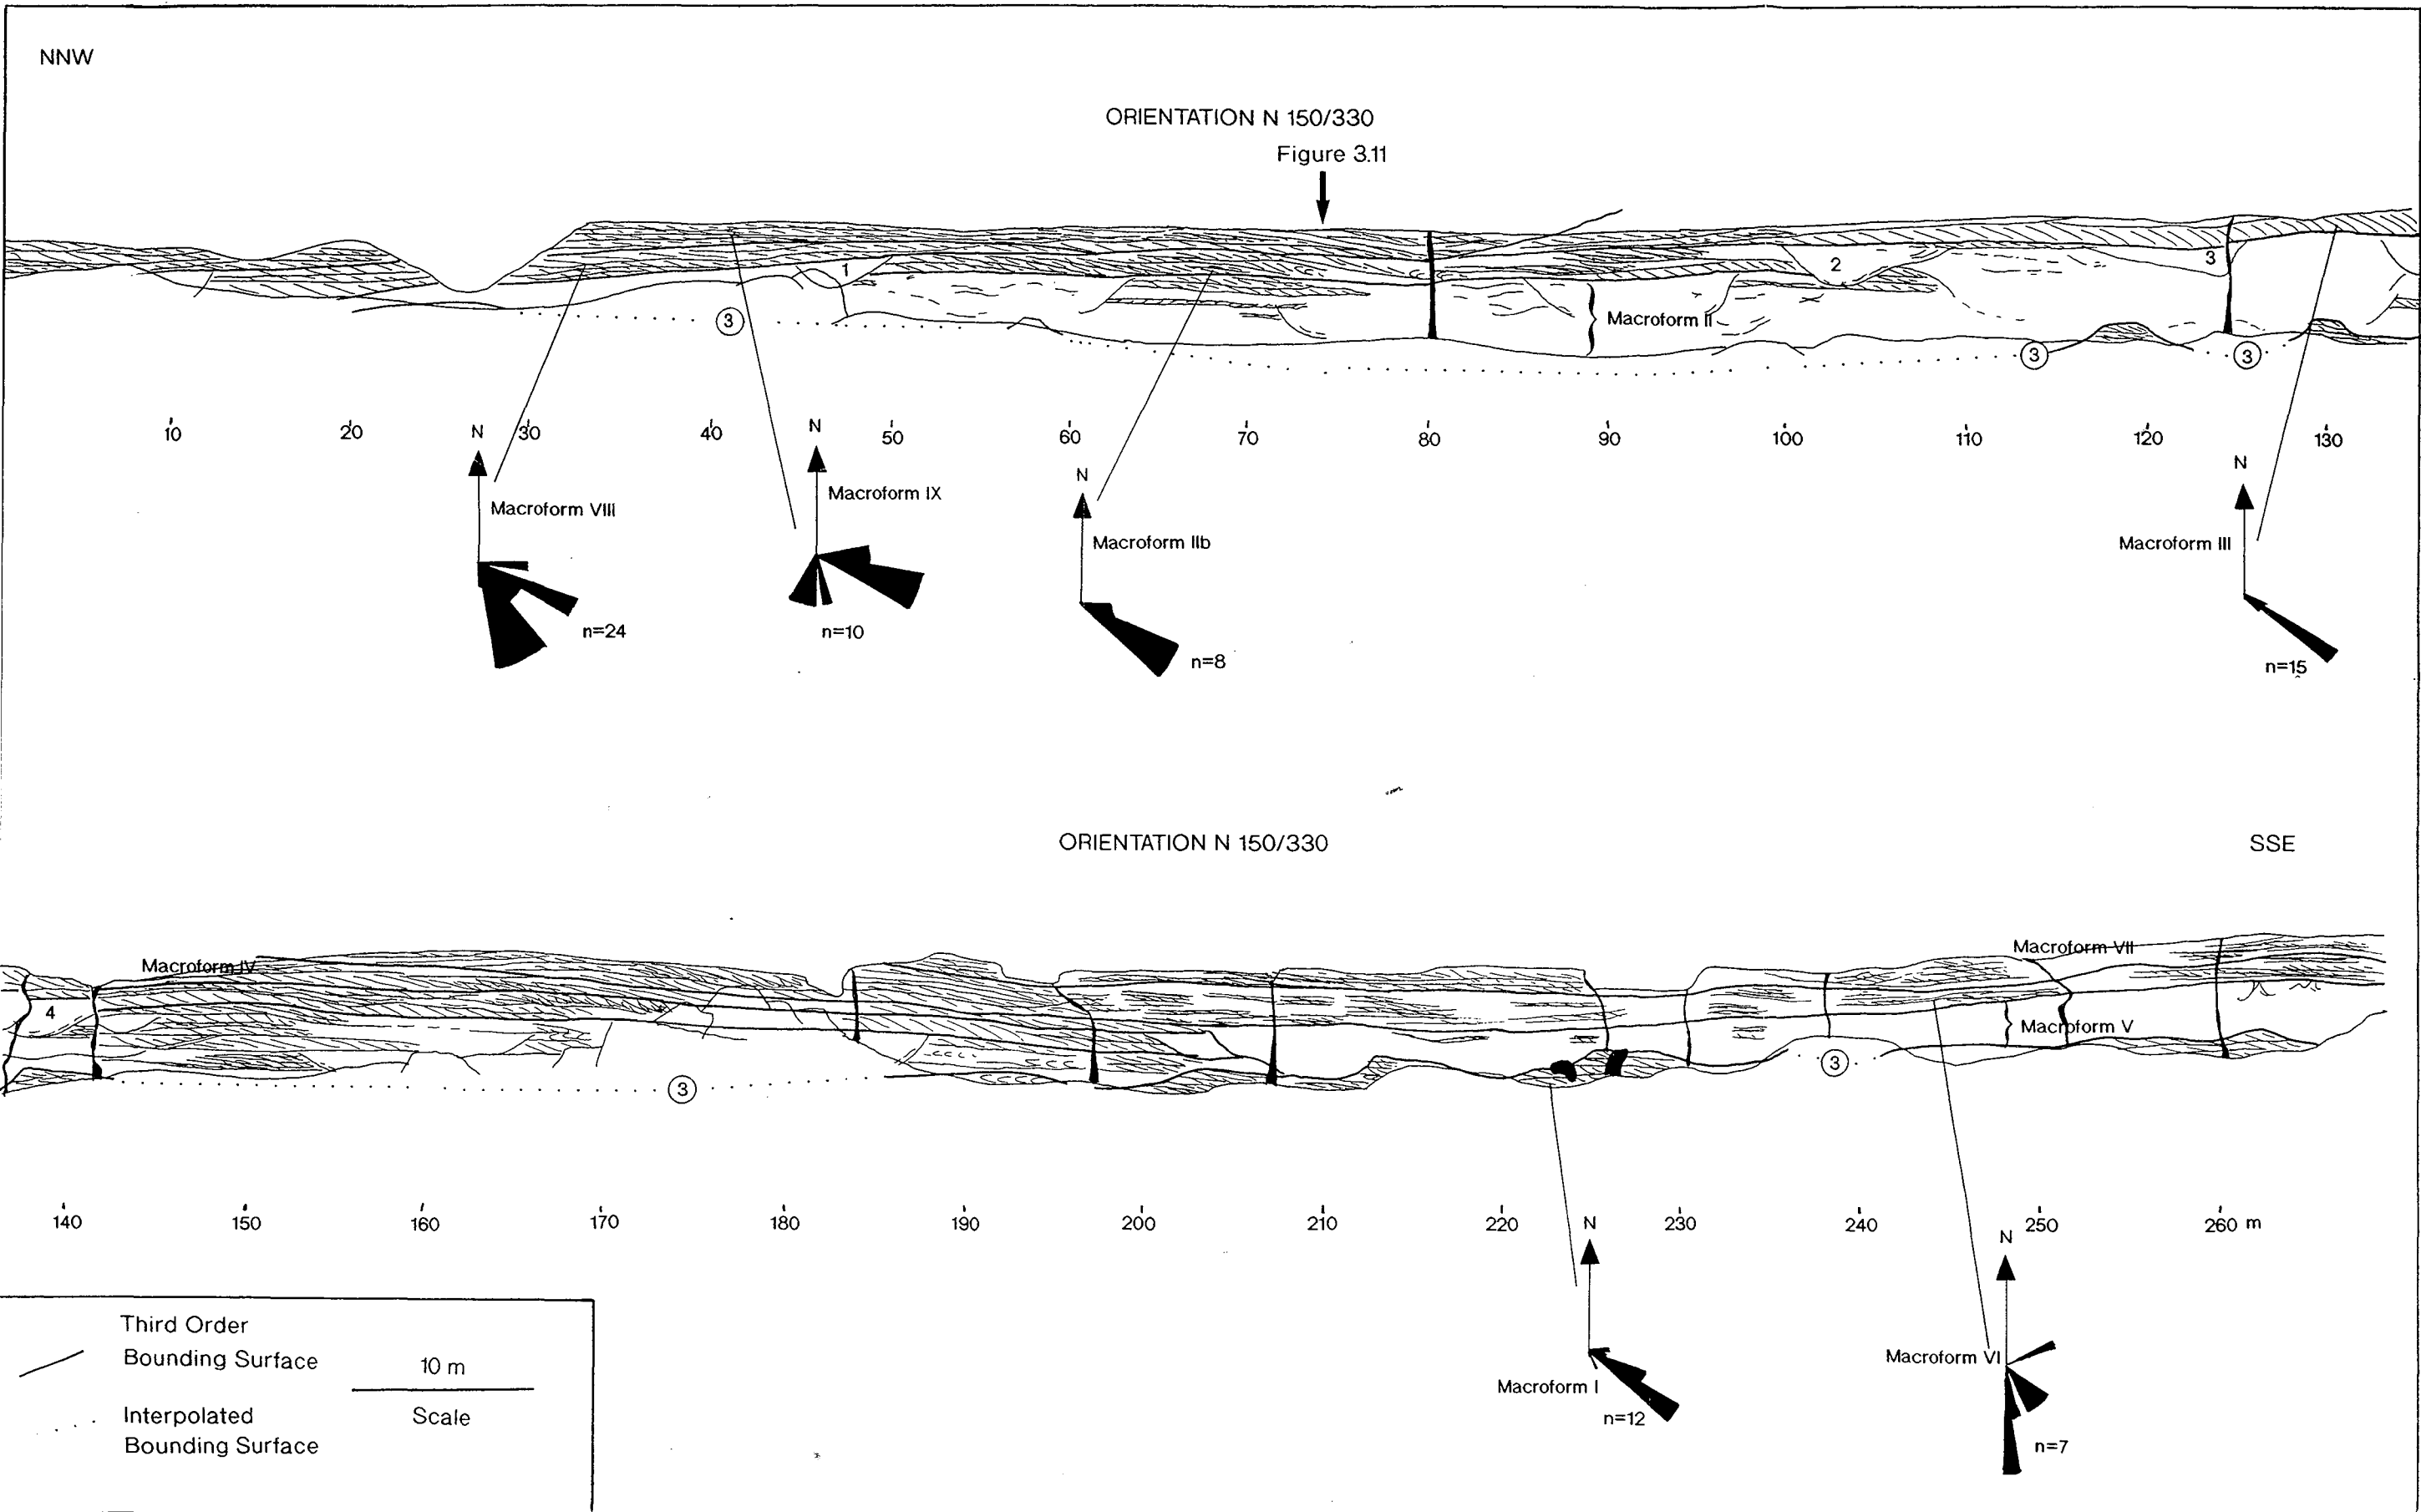 NNW
ORIENTATION N 150/330
Figure 3.11
1
2
3
Macroform II
3
3
3
10 20 30 40 50 60 70 80 90 100 110 120 130
N
Macroform VIII
n=24
N
Macroform IX
n=10
N
Macroform IIb
n=8
N
Macroform III
n=15
ORIENTATION N 150/330
SSE
Macroform IV
Macroform VII
4
Macroform V
3
3
140 150 160 170 180 190 200 210 220 230 240 250 260 m
N
Macroform I
n=12
N
Macroform VI
n=7
Third Order
Bounding Surface
10 m
Scale
Interpolated
Bounding Surface